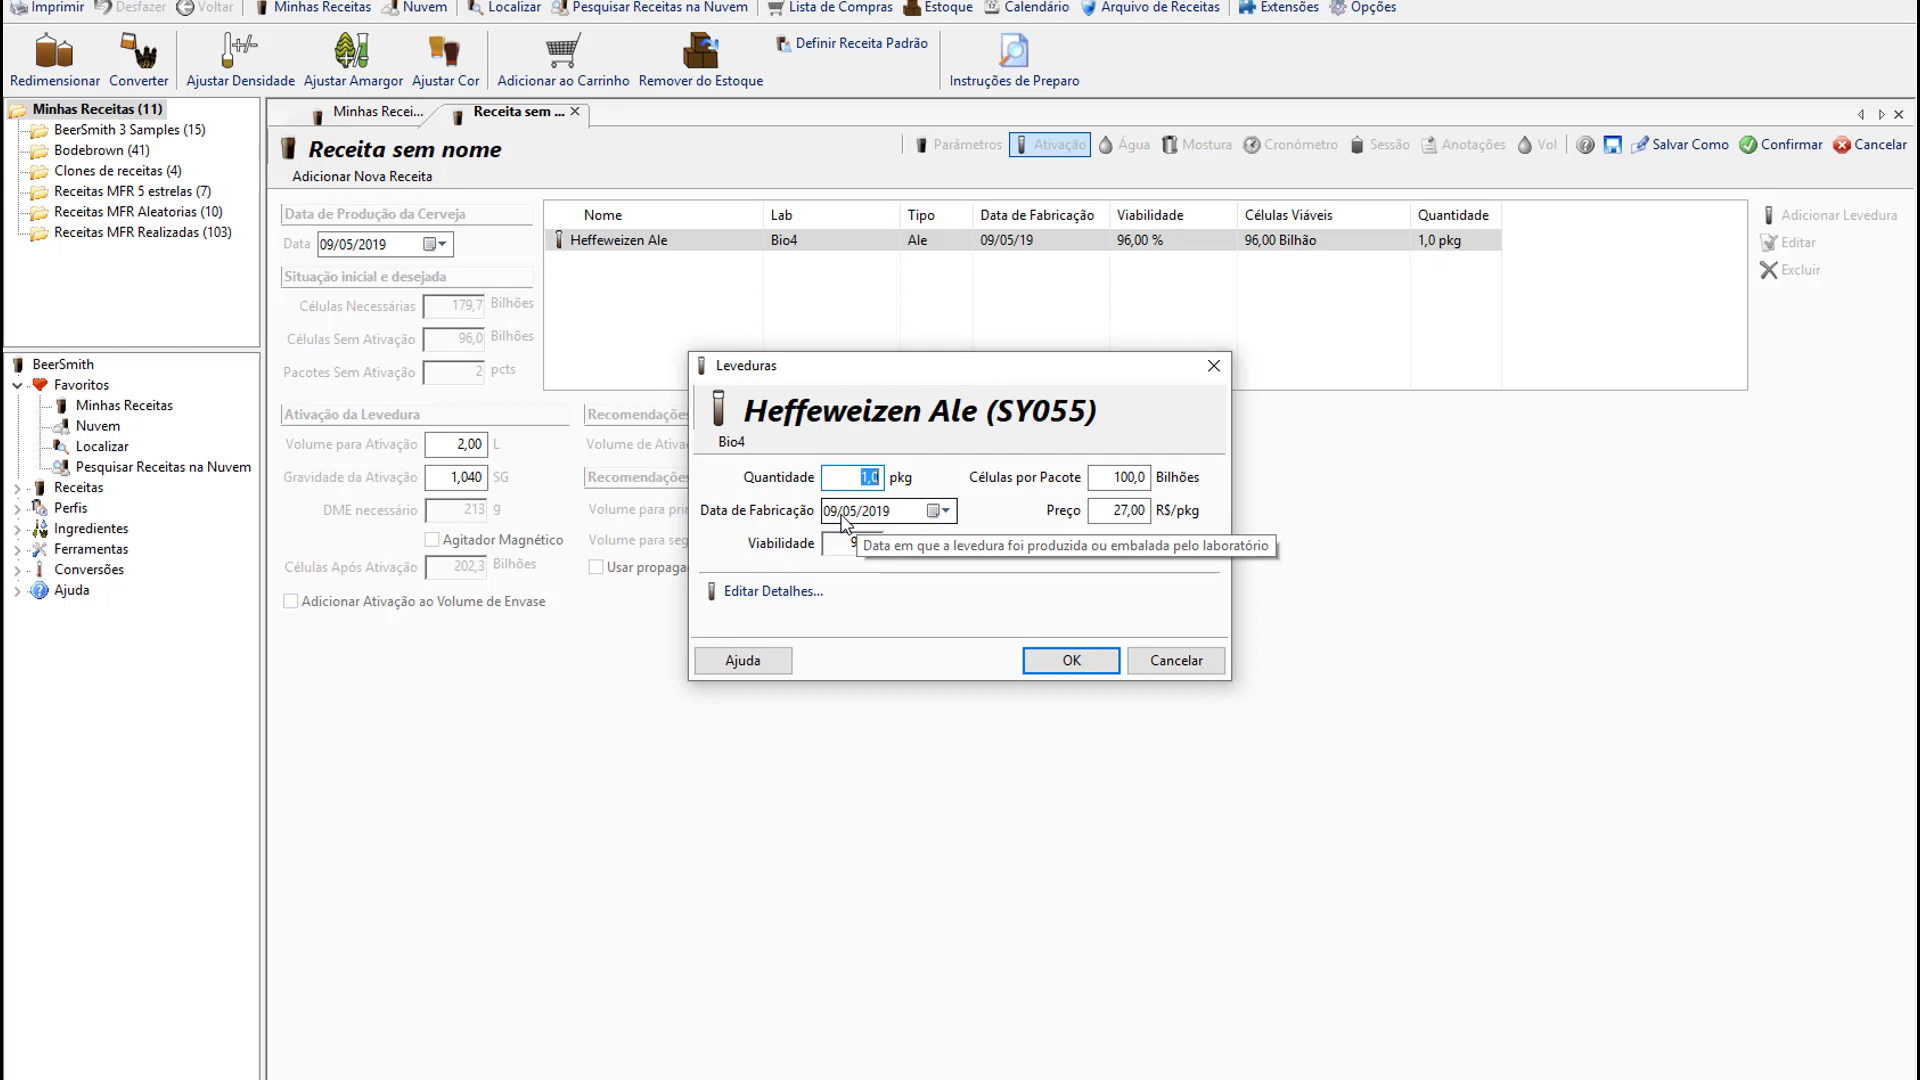 Imprimir Desfazer Voltar Minhas Receitas Nuvem Localizar Pesquisar Receitas na Nuvem Lista de Compras Estoque Calendário Arquivo de Receitas Extensões Opções
Redimensionar Converter Ajustar Densidade Ajustar Amargor Ajustar Cor Adicionar ao Carrinho Remover do Estoque Definir Receita Padrão Instruções de Preparo
Minhas Receitas (11)
BeerSmith 3 Samples (15)
Bodebrown (41)
Clones de receitas (4)
Receitas MFR 5 estrelas (7)
Receitas MFR Aleatorias (10)
Receitas MFR Realizadas (103)
BeerSmith
Favoritos
Minhas Receitas
Nuvem
Localizar
Pesquisar Receitas na Nuvem
Receitas
Perfis
Ingredientes
Ferramentas
Conversões
Ajuda
Minhas Recei... Receita sem ...
Receita sem nome
Parâmetros Ativação Água Mostura Cronômetro Sessão Anotações Vol Salvar Como Confirmar Cancelar
Adicionar Nova Receita
Data de Produção da Cerveja
Data 09/05/2019
Situação inicial e desejada
Células Necessárias 179,7 Bilhões
Células Sem Ativação 96,0 Bilhões
Pacotes Sem Ativação 2 pcts
Nome Lab Tipo Data de Fabricação Viabilidade Células Viáveis Quantidade
Heffeweizen Ale Bio4 Ale 09/05/19 96,00 % 96,00 Bilhão 1,0 pkg
Adicionar Levedura
Editar
Excluir
Ativação da Levedura
Volume para Ativação 2,00 L
Gravidade da Ativação 1,040 SG
DME necessário 213 g
Agitador Magnético
Células Após Ativação 202,3 Bilhões
Adicionar Ativação ao Volume de Envase
Recomendações
Volume de Ativa
Recomendações
Volume para prin
Volume para seg
Usar propaga
Leveduras
Heffeweizen Ale (SY055)
Bio4
Quantidade 1,0 pkg Células por Pacote 100,0 Bilhões
Data de Fabricação 09/05/2019 Preço 27,00 R$/pkg
Viabilidade 9
Data em que a levedura foi produzida ou embalada pelo laboratório
Editar Detalhes...
Ajuda OK Cancelar